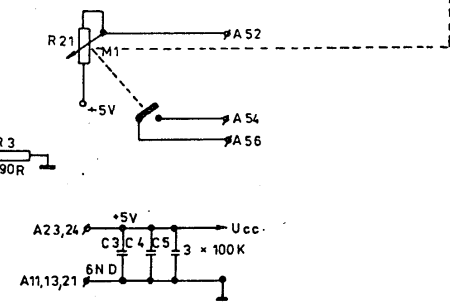 A52
R21
M1
+5V
A54
A56
R3
90R
+5V
A23,24
Ucc
C3 C4 C5 3 × 100K
6ND
A11,13,21